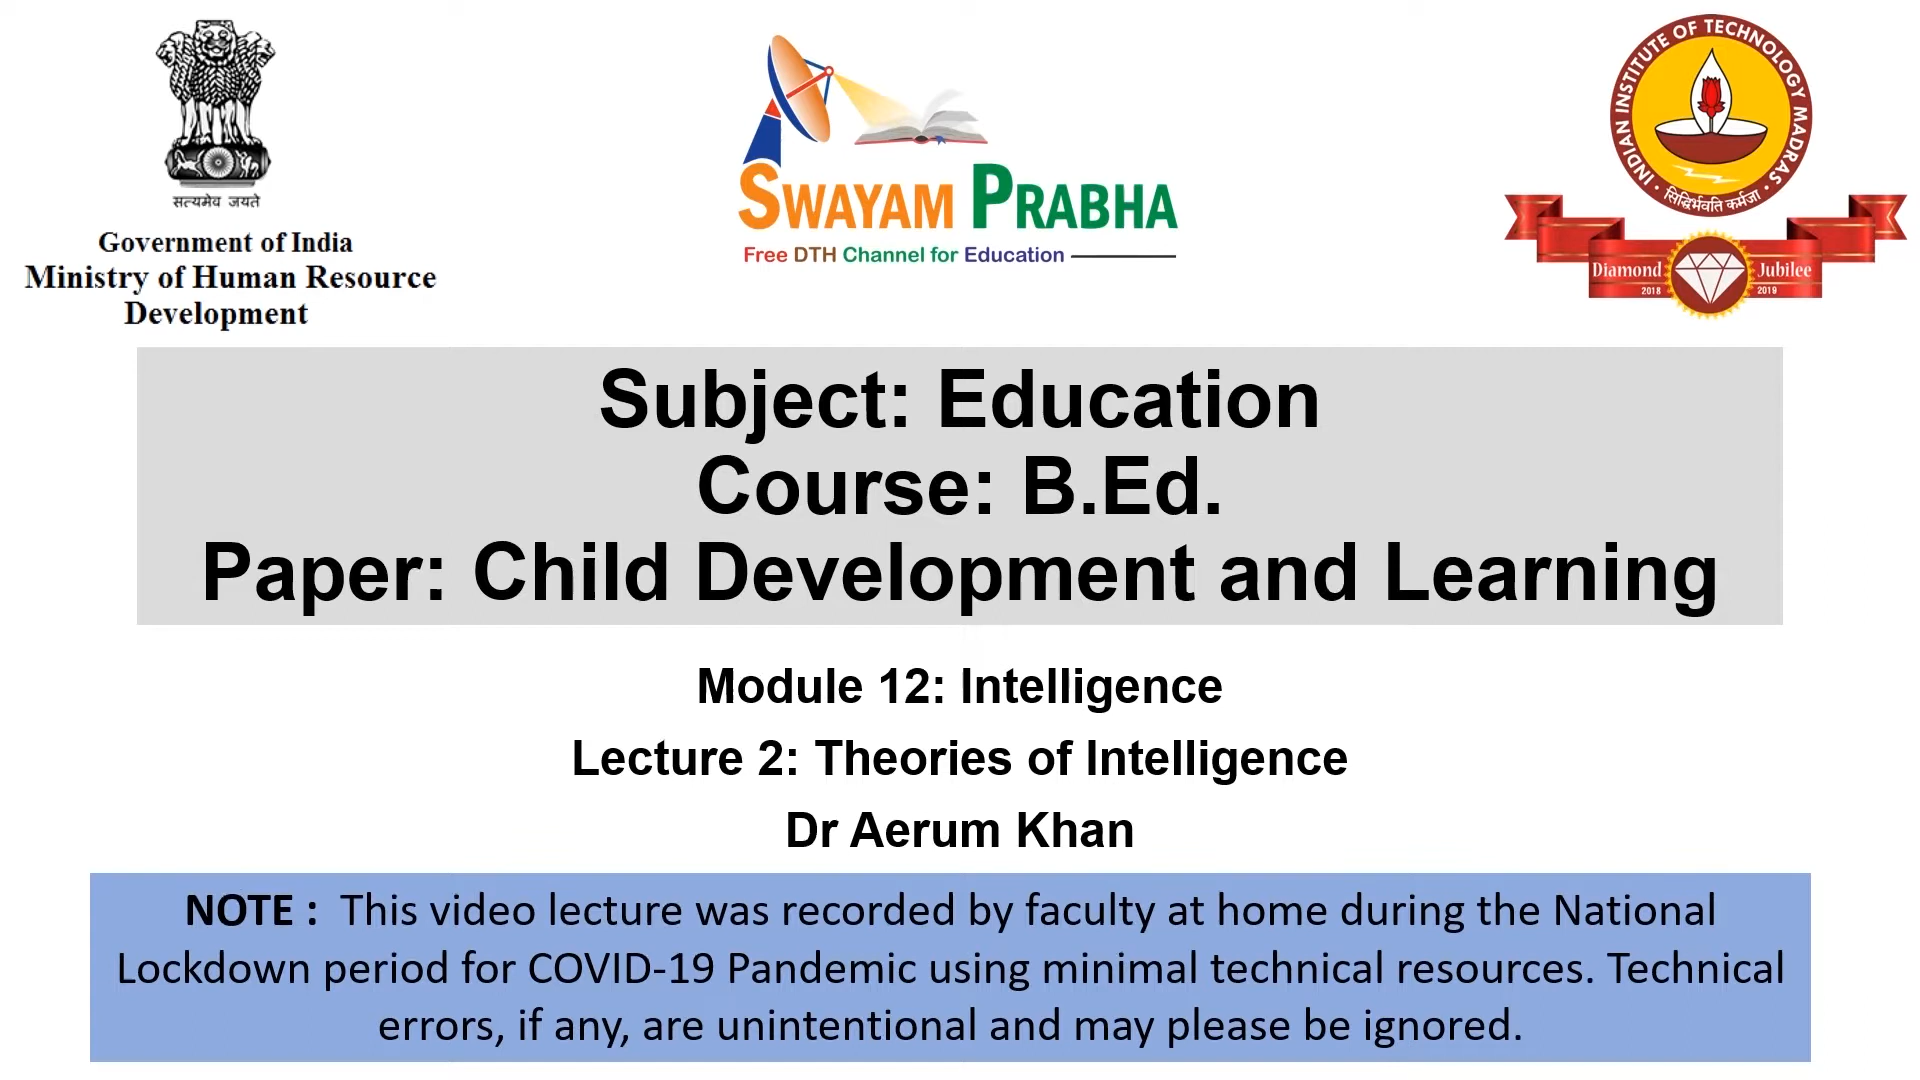 सत्यमेव जयते
Government of India
Ministry of Human Resource
Development
SWAYAM PRABHA
Free DTH Channel for Education
INDIAN INSTITUTE OF TECHNOLOGY MADRAS
सिद्धिर्भवति कर्मजा
Diamond Jubilee
2018 2019
Subject: Education
Course: B.Ed.
Paper: Child Development and Learning
Module 12: Intelligence
Lecture 2: Theories of Intelligence
Dr Aerum Khan
NOTE : This video lecture was recorded by faculty at home during the National
Lockdown period for COVID-19 Pandemic using minimal technical resources. Technical
errors, if any, are unintentional and may please be ignored.